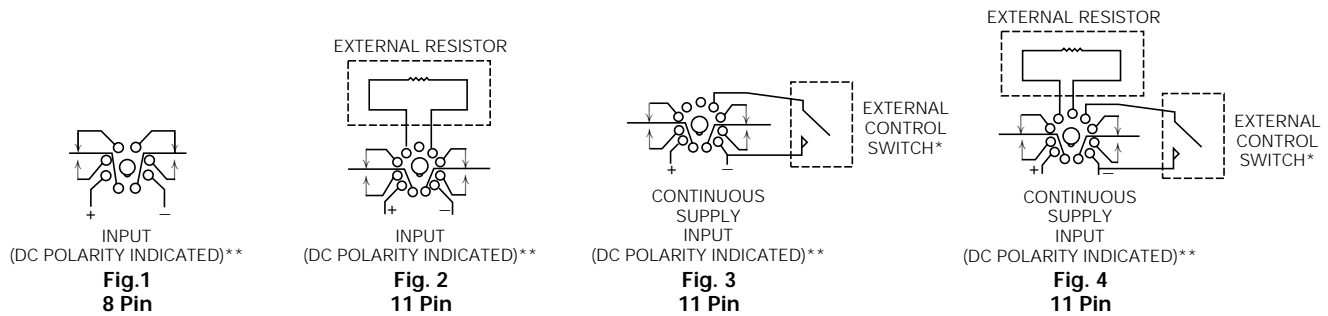 EXTERNAL RESISTOR
+ −
INPUT
(DC POLARITY INDICATED)**
Fig.1
8 Pin
EXTERNAL RESISTOR
+ −
INPUT
(DC POLARITY INDICATED)**
Fig. 2
11 Pin
EXTERNAL
CONTROL
SWITCH*
+ −
CONTINUOUS
SUPPLY
INPUT
(DC POLARITY INDICATED)**
Fig. 3
11 Pin
EXTERNAL
CONTROL
SWITCH*
+ −
CONTINUOUS
SUPPLY
INPUT
(DC POLARITY INDICATED)**
Fig. 4
11 Pin